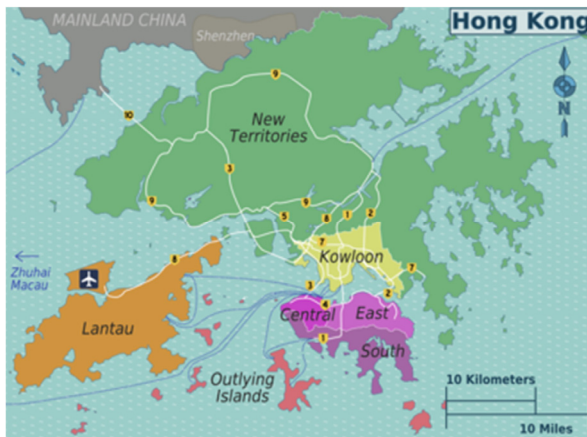 MAINLAND CHINA
Hong Kong
Shenzhen
9
10
New
Territories
N
3
9
9
5
8
1
2
7
Kowloon
8
7
Zhuhai
Macau
3
2
4
Central
East
Lantau
1
South
Outlying
Islands
10 Kilometers
10 Miles